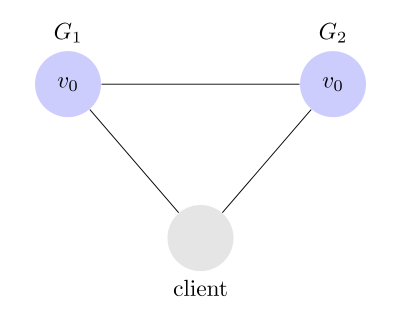 G₁ G₂
v₀ v₀
client